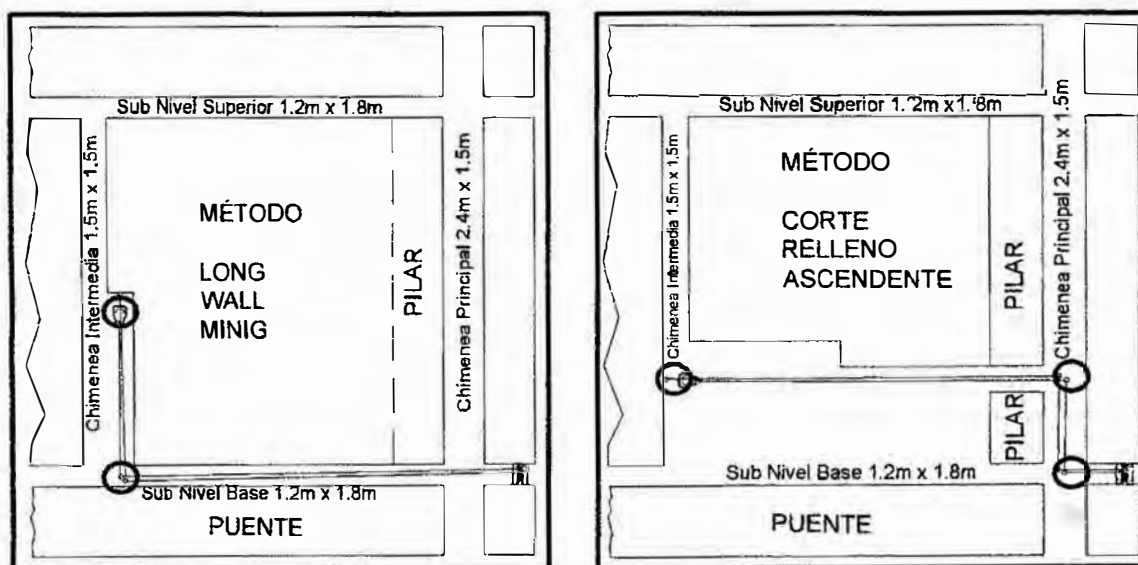 Sub Nivel Superior 1.2m x 1.8m
Chimenea Intermedia 1.5m x 1.5m
MÉTODO
LONG
WALL
MINIG
PILAR
Chimenea Principal 2.4m x 1.5m
Sub Nivel Base 1.2m x 1.8m
PUENTE
Sub Nivel Superior 1.2m x 1.8m
Chimenea Intermedia 1.5m x 1.5m
MÉTODO
CORTE
RELLENO
ASCENDENTE
PILAR
Chimenea Principal 2.4m x 1.5m
PILAR
Sub Nivel Base 1.2m x 1.8m
PUENTE